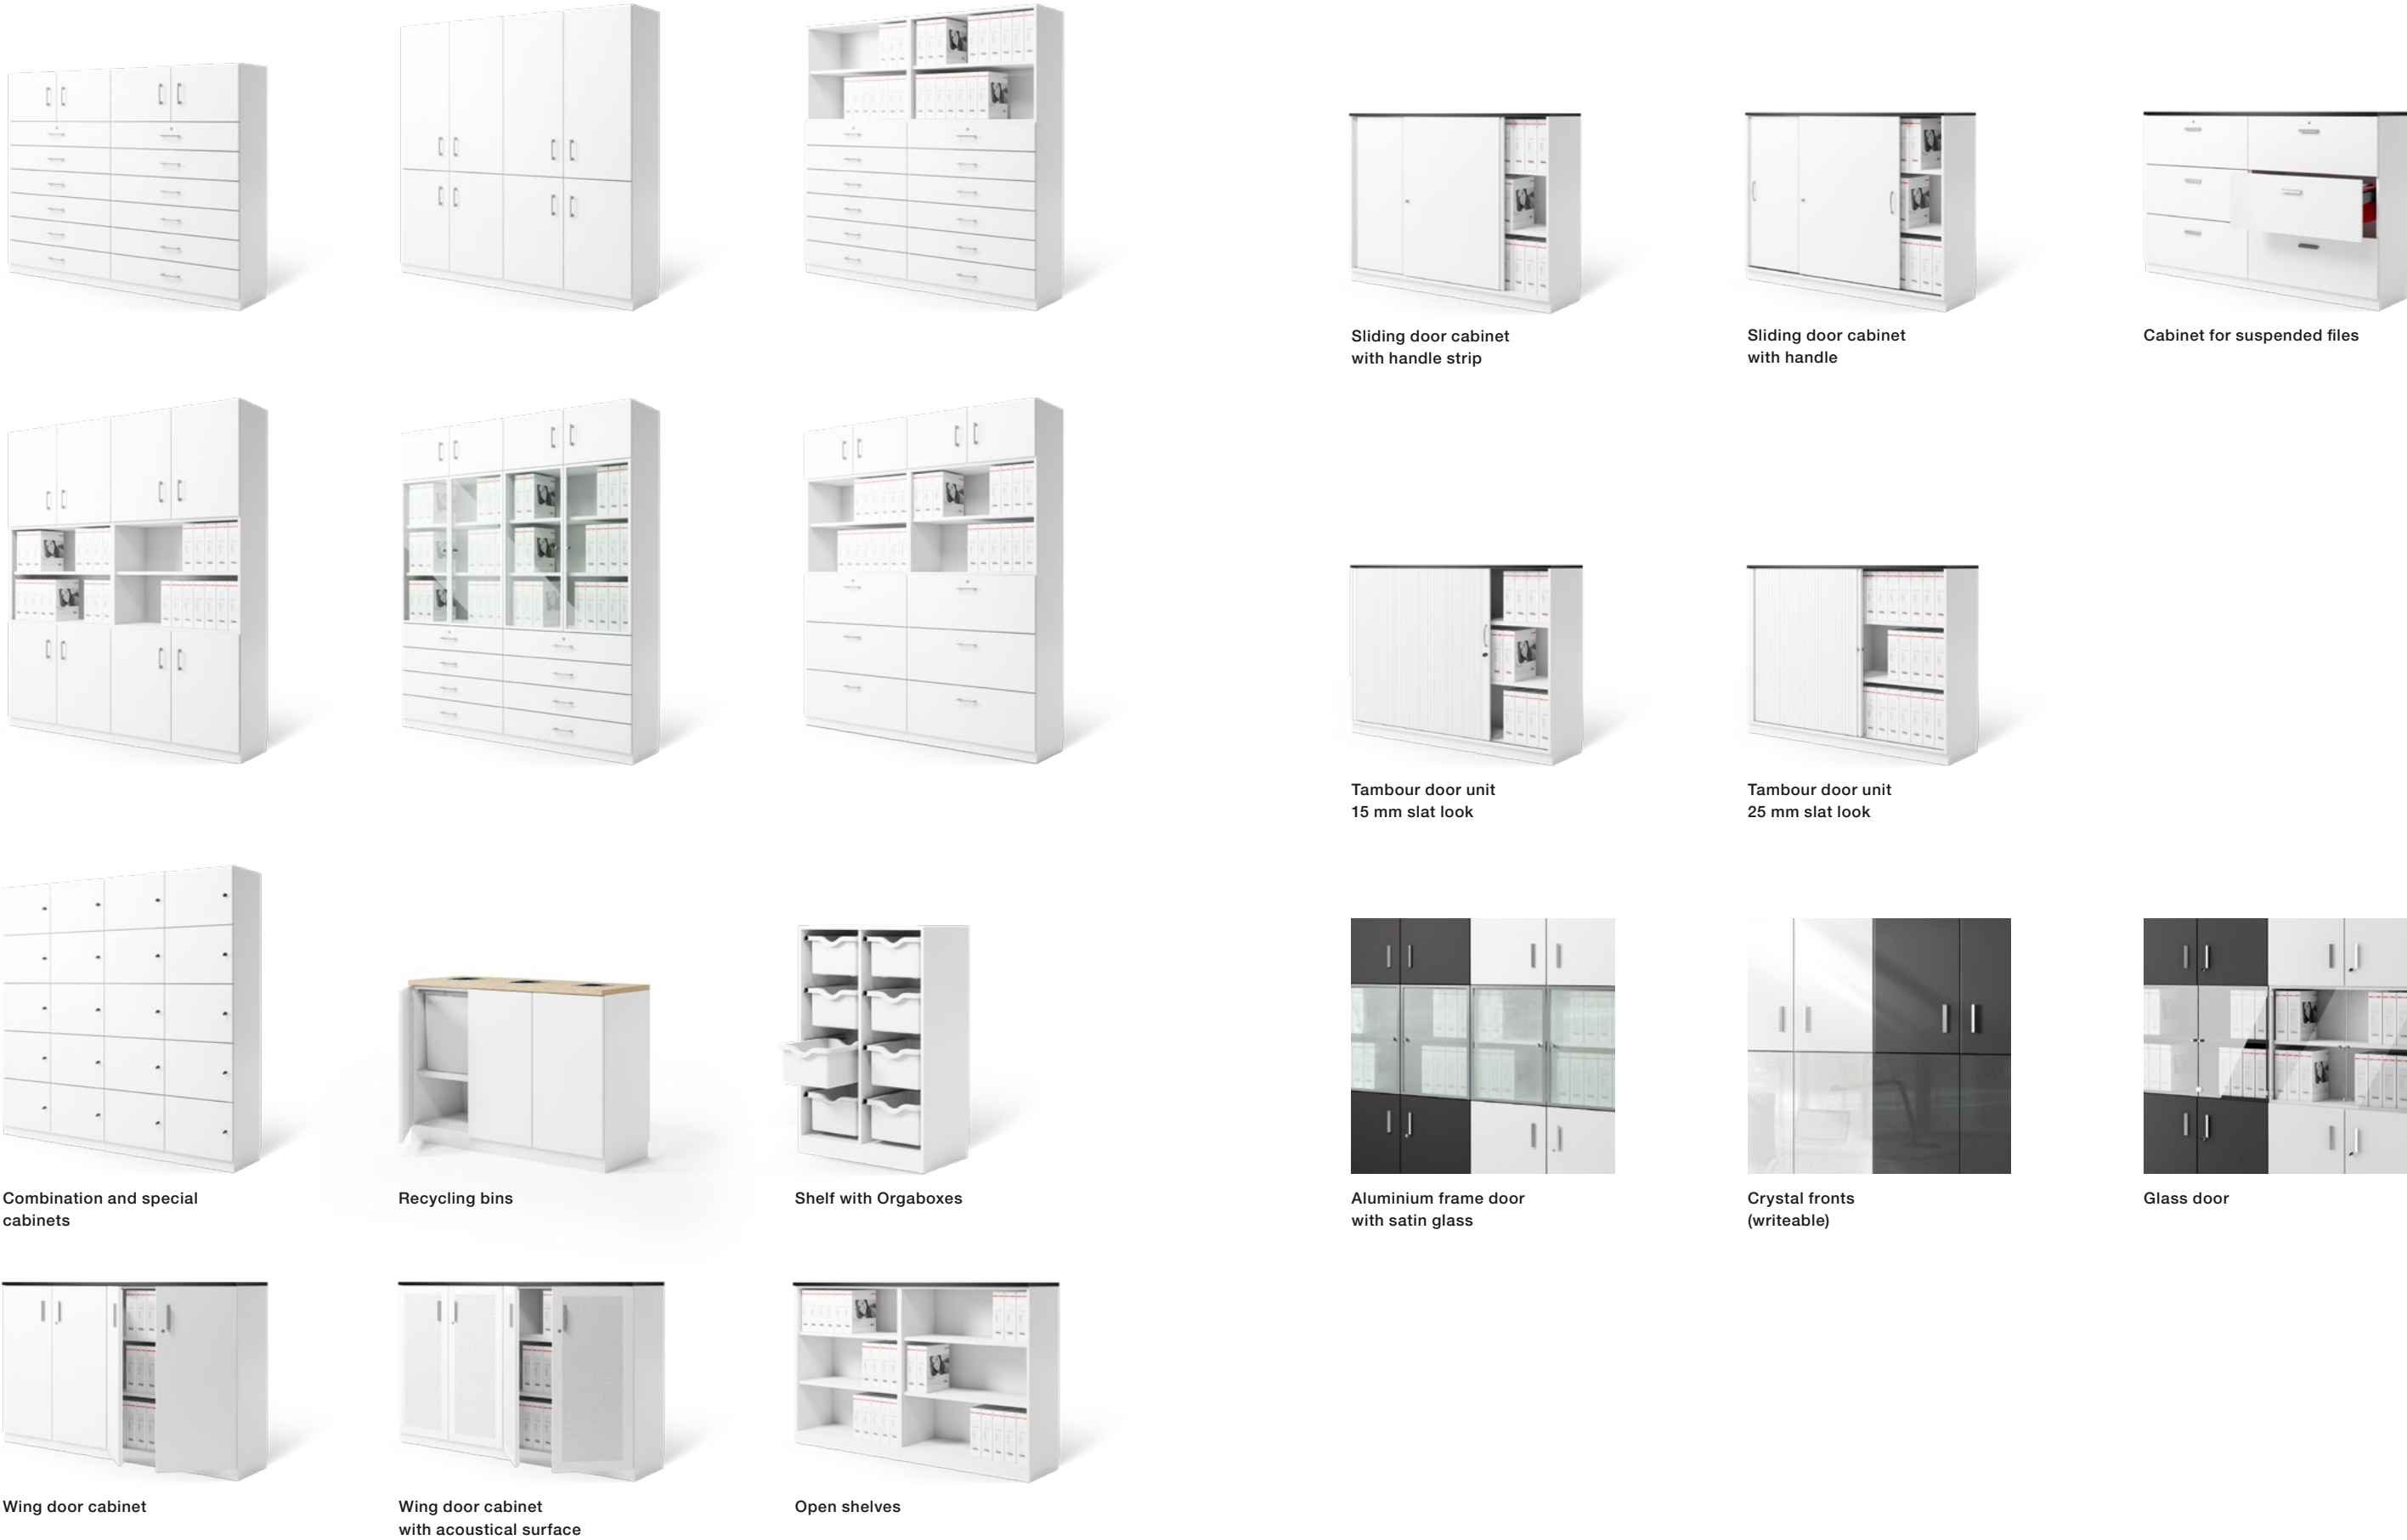 Sliding door cabinet
with handle strip
Sliding door cabinet
with handle
Cabinet for suspended files
Tambour door unit
15 mm slat look
Tambour door unit
25 mm slat look
Combination and special
cabinets
Recycling bins
Shelf with Orgaboxes
Aluminium frame door
with satin glass
Crystal fronts
(writeable)
Glass door
Wing door cabinet
Wing door cabinet
with acoustical surface
Open shelves